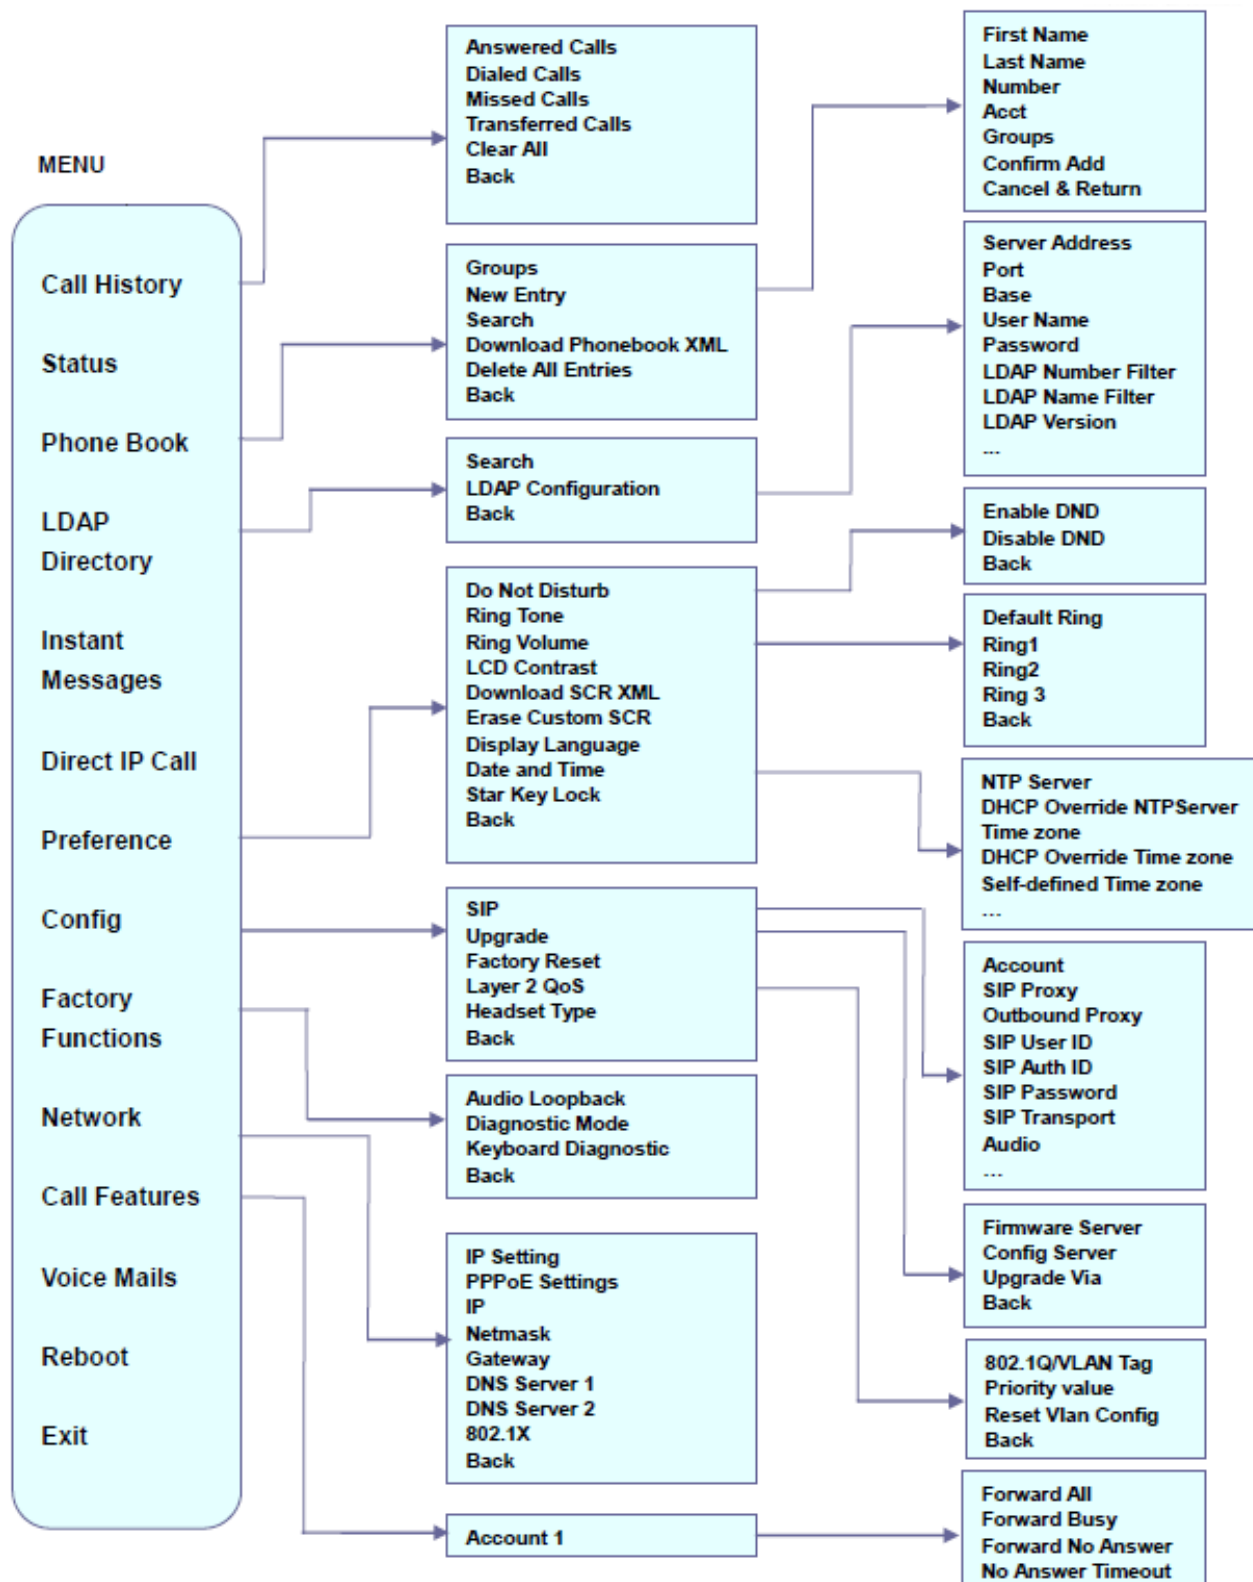 MENU
Call History
Status
Phone Book
LDAP
Directory
Instant
Messages
Direct IP Call
Preference
Config
Factory
Functions
Network
Call Features
Voice Mails
Reboot
Exit
Answered Calls
Dialed Calls
Missed Calls
Transferred Calls
Clear All
Back
Groups
New Entry
Search
Download Phonebook XML
Delete All Entries
Back
Search
LDAP Configuration
Back
Do Not Disturb
Ring Tone
Ring Volume
LCD Contrast
Download SCR XML
Erase Custom SCR
Display Language
Date and Time
Star Key Lock
Back
SIP
Upgrade
Factory Reset
Layer 2 QoS
Headset Type
Back
Audio Loopback
Diagnostic Mode
Keyboard Diagnostic
Back
IP Setting
PPPoE Settings
IP
Netmask
Gateway
DNS Server 1
DNS Server 2
802.1X
Back
Account 1
First Name
Last Name
Number
Acct
Groups
Confirm Add
Cancel & Return
Server Address
Port
Base
User Name
Password
LDAP Number Filter
LDAP Name Filter
LDAP Version
...
Enable DND
Disable DND
Back
Default Ring
Ring1
Ring2
Ring 3
Back
NTP Server
DHCP Override NTPServer
Time zone
DHCP Override Time zone
Self-defined Time zone
...
Account
SIP Proxy
Outbound Proxy
SIP User ID
SIP Auth ID
SIP Password
SIP Transport
Audio
...
Firmware Server
Config Server
Upgrade Via
Back
802.1Q/VLAN Tag
Priority value
Reset Vlan Config
Back
Forward All
Forward Busy
Forward No Answer
No Answer Timeout